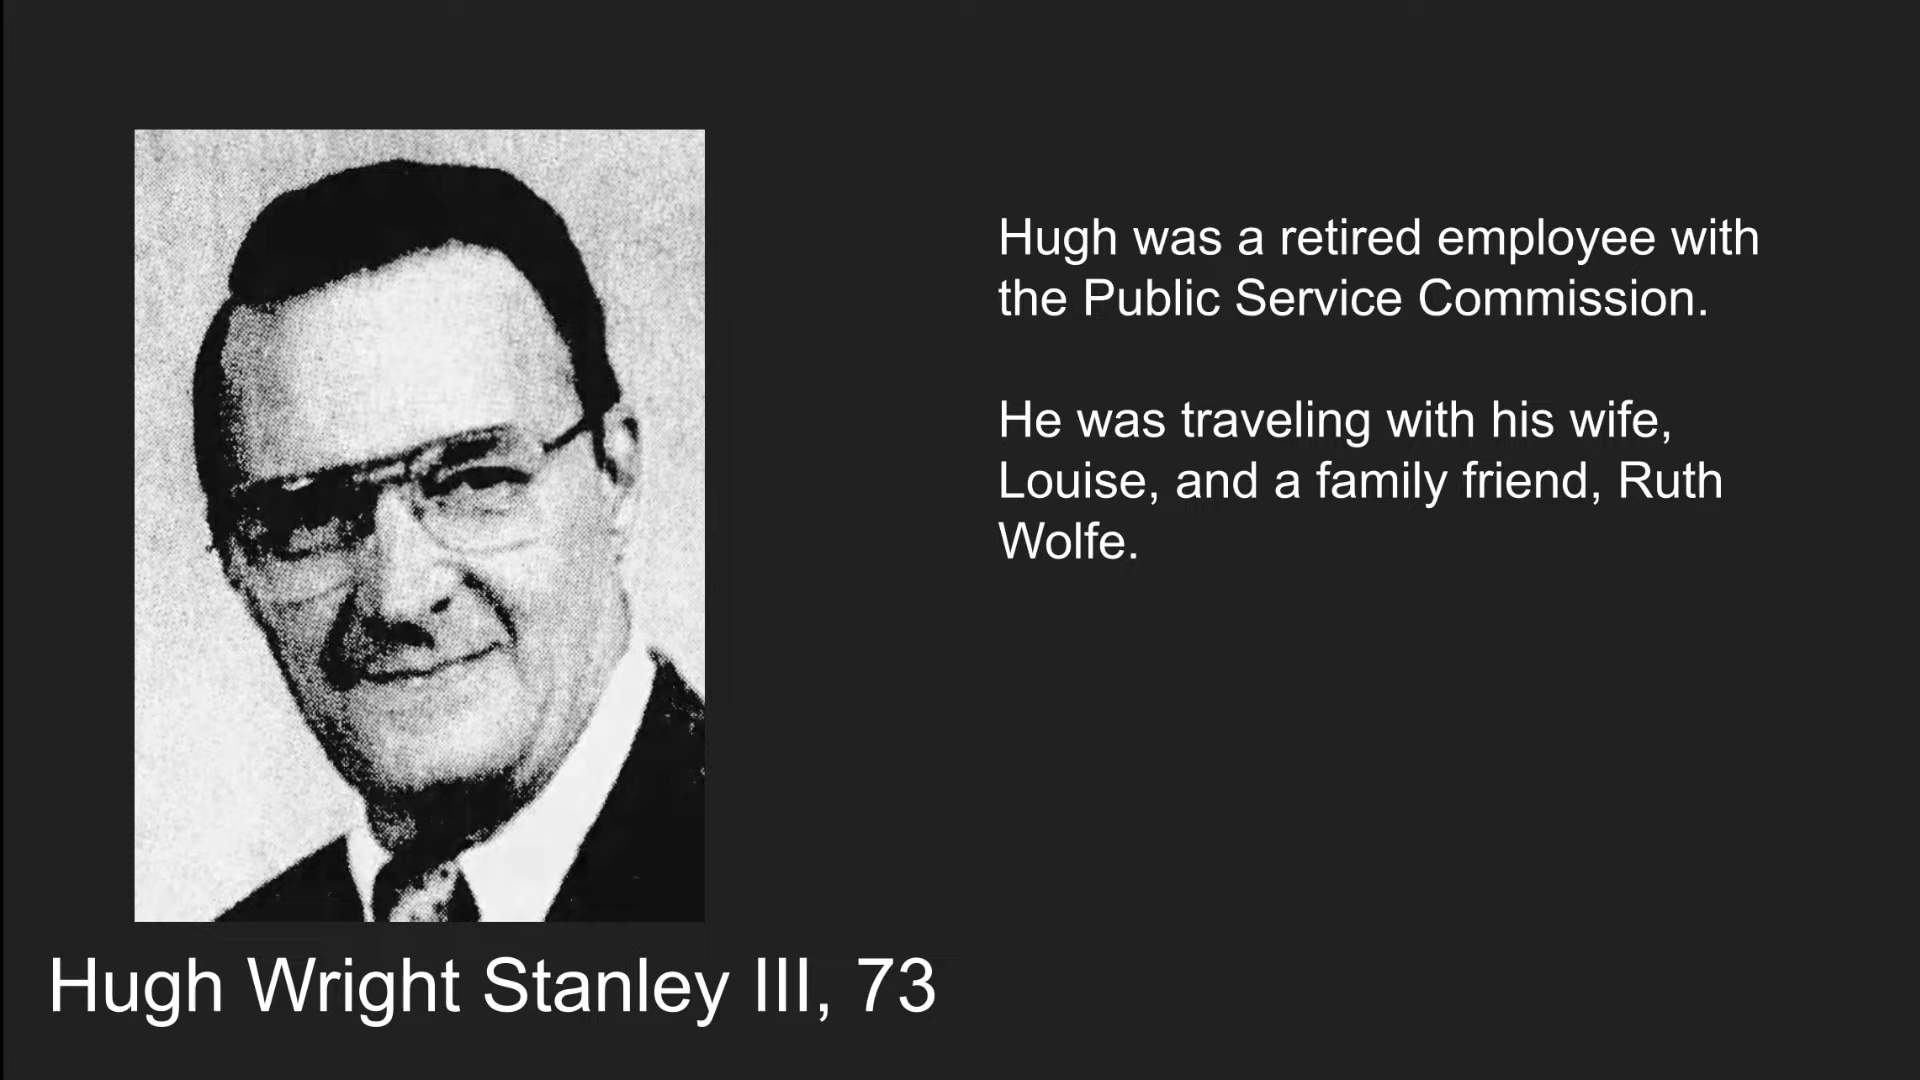 Hugh was a retired employee with
the Public Service Commission.
He was traveling with his wife,
Louise, and a family friend, Ruth
Wolfe.
Hugh Wright Stanley III, 73